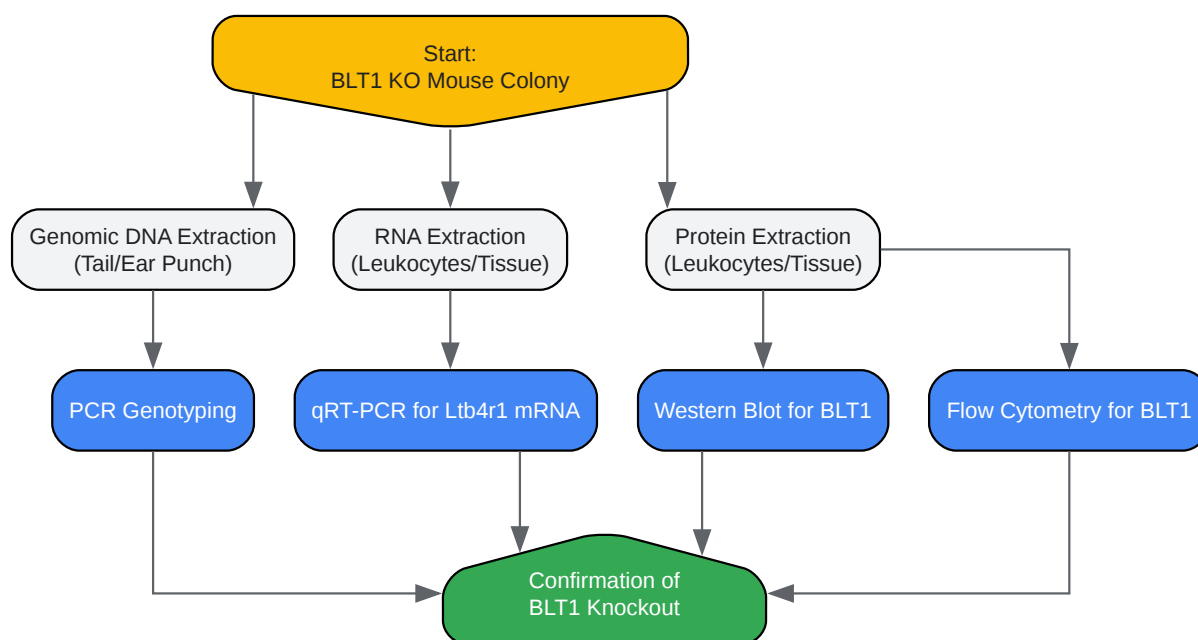 Start:
BLT1 KO Mouse Colony
Genomic DNA Extraction
(Tail/Ear Punch)
RNA Extraction
(Leukocytes/Tissue)
Protein Extraction
(Leukocytes/Tissue)
PCR Genotyping
qRT-PCR for Ltb4r1 mRNA
Western Blot for BLT1
Flow Cytometry for BLT1
Confirmation of
BLT1 Knockout